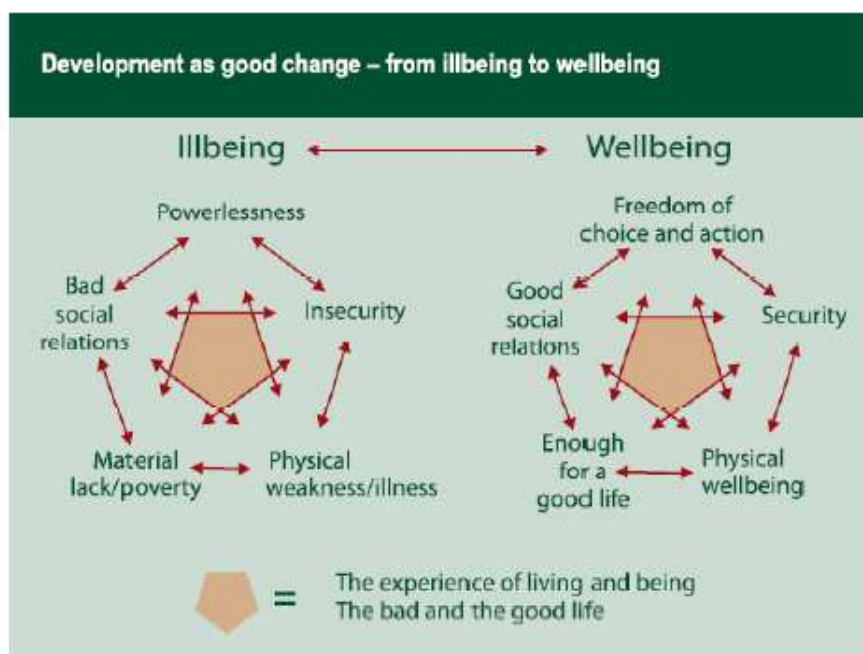 Development as good change – from illbeing to wellbeing
Illbeing
Wellbeing
Powerlessness
Bad
social
relations
Insecurity
Material
lack/poverty
Physical
weakness/illness
Freedom of
choice and action
Good
social
relations
Security
Enough
for a
good life
Physical
wellbeing
=
The experience of living and being
The bad and the good life